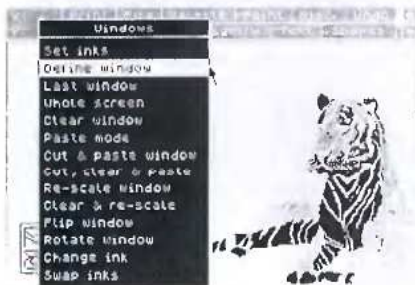 Windows
Set inks
Define window
Last window
Whole screen
Clear window
Paste mode
Cut & paste window
Cut, clear & paste
Re-scale window
Clear & re-scale
Flip window
Rotate window
Change ink
Swap inks